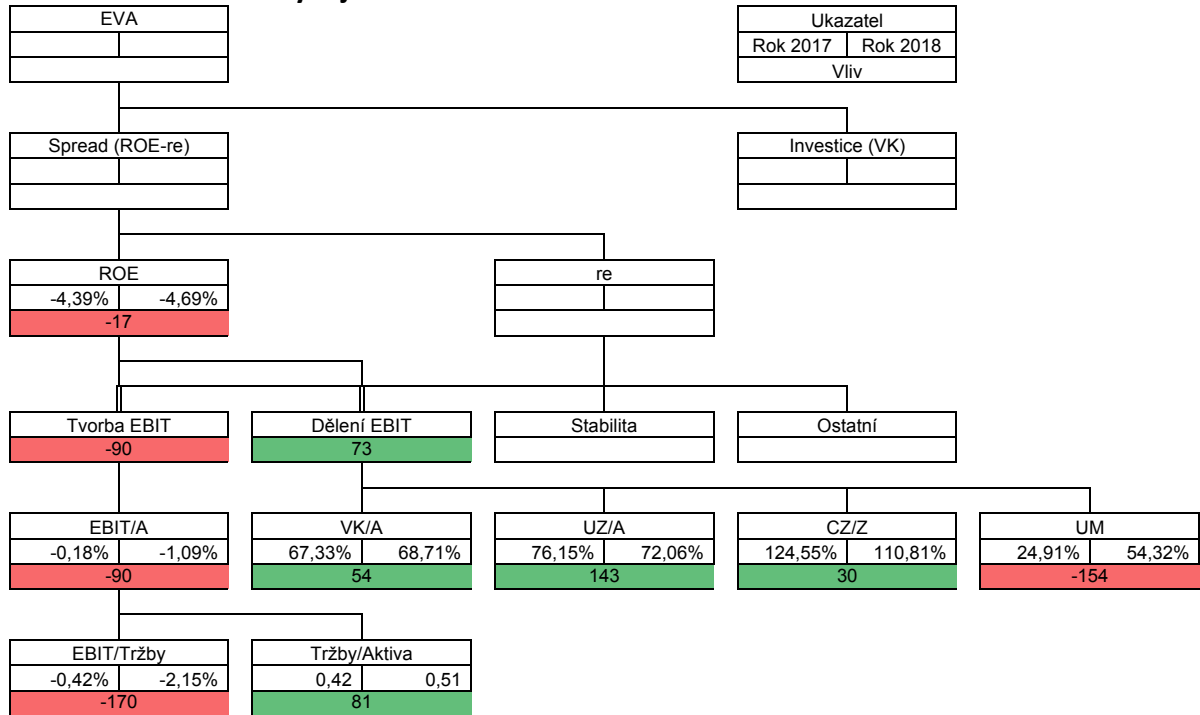 EVA
Ukazatel
Rok 2017 Rok 2018
Vliv
Spread (ROE-re)
Investice (VK)
ROE
re
-4,39% -4,69%
-17
Tvorba EBIT
Dělení EBIT
Stabilita
Ostatní
-90
73
EBIT/A
VK/A
UZ/A
CZ/Z
UM
-0,18% -1,09%
67,33% 68,71%
76,15% 72,06%
124,55% 110,81%
24,91% 54,32%
-90
54
143
30
-154
EBIT/Tržby
Tržby/Aktiva
-0,42% -2,15%
0,42 0,51
-170
81